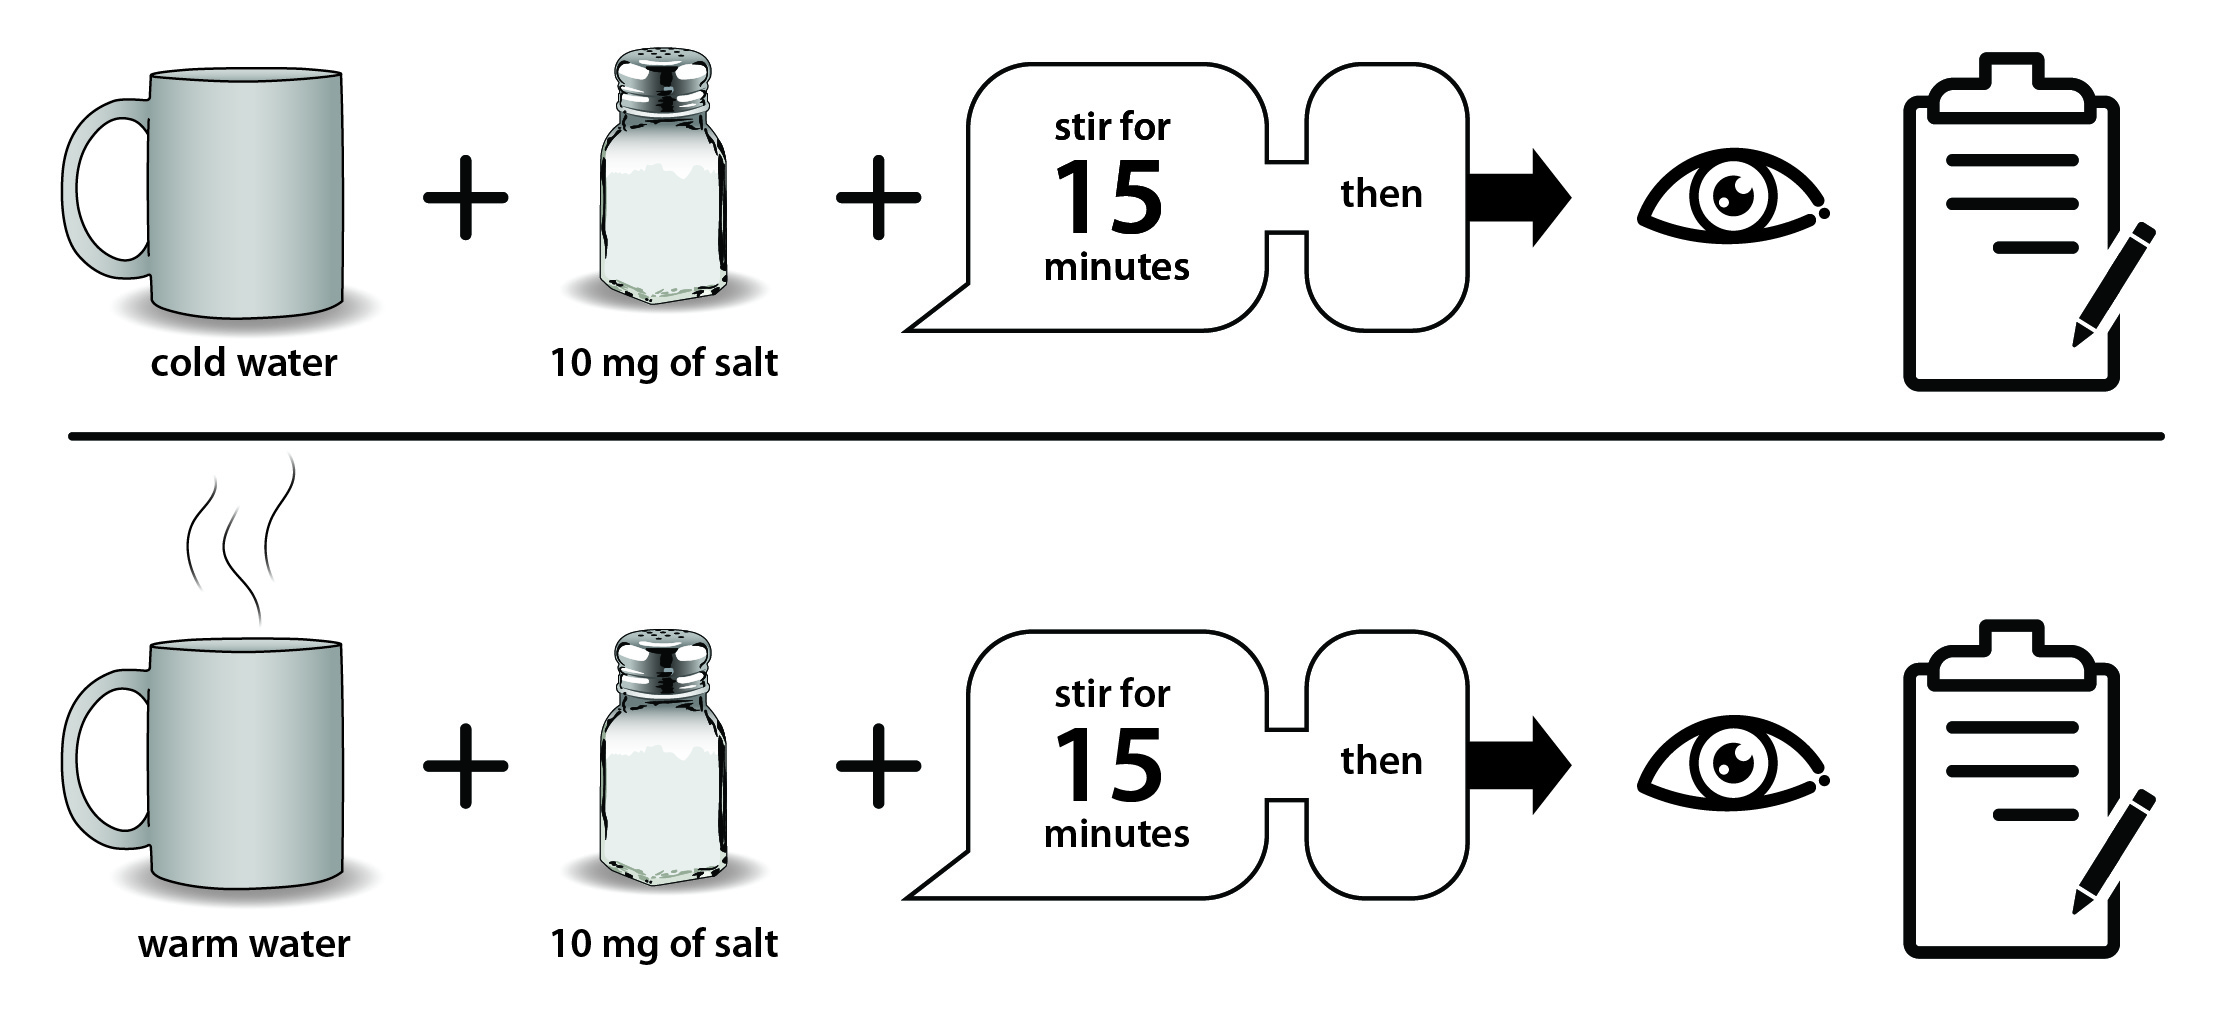 stir for
15
minutes
then
cold water
10 mg of salt
stir for
15
minutes
then
warm water
10 mg of salt